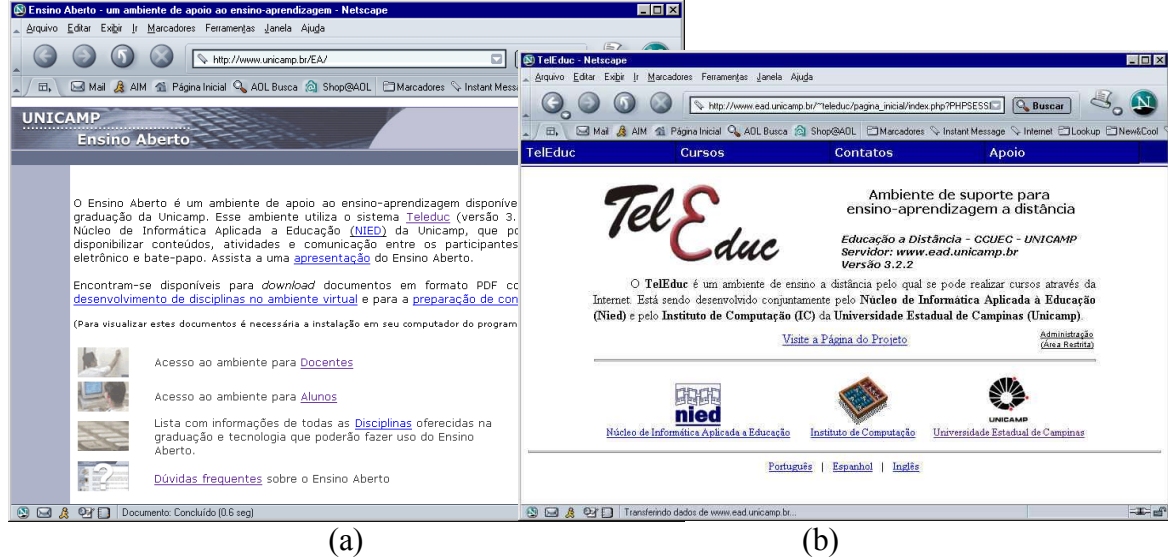 Ensino Aberto - um ambiente de apoio ao ensino-aprendizagem - Netscape
Arquivo Editar Exibir Ir Marcadores Ferramentas Janela Ajuda
http://www.unicamp.br/EA/
Mail AIM Página Inicial AOL Busca Shop@AOL Marcadores Instant Mess
UNICAMP
Ensino Aberto
O Ensino Aberto é um ambiente de apoio ao ensino-aprendizagem disponíve
graduação da Unicamp. Esse ambiente utiliza o sistema Teleduc (versão 3.
Núcleo de Informática Aplicada a Educação (NIED) da Unicamp, que po
disponibilizar conteúdos, atividades e comunicação entre os participantes
eletrônico e bate-papo. Assista a uma apresentação do Ensino Aberto.
Encontram-se disponíveis para download documentos em formato PDF co
desenvolvimento de disciplinas no ambiente virtual e para a preparação de con
(Para visualizar estes documentos é necessária a instalação em seu computador do program
Acesso ao ambiente para Docentes
Acesso ao ambiente para Alunos
Lista com informações de todas as Disciplinas oferecidas na
graduação e tecnologia que poderão fazer uso do Ensino
Aberto.
Dúvidas frequentes sobre o Ensino Aberto
Documento: Concluído (0.6 seg)
(a)
TelEduc - Netscape
Arquivo Editar Exibir Ir Marcadores Ferramentas Janela Ajuda
http://www.ead.unicamp.br/~teleduc/pagina_inicial/index.php?PHPSESSI Buscar
Mail AIM Página Inicial AOL Busca Shop@AOL Marcadores Instant Message Internet Lookup New&Cool
TelEduc Cursos Contatos Apoio
TelEduc
Ambiente de suporte para
ensino-aprendizagem a distância
Educação a Distância - CCUEC - UNICAMP
Servidor: www.ead.unicamp.br
Versão 3.2.2
O TelEduc é um ambiente de ensino a distância pelo qual se pode realizar cursos através da
Internet. Está sendo desenvolvido conjuntamente pelo Núcleo de Informática Aplicada à Educação
(Nied) e pelo Instituto de Computação (IC) da Universidade Estadual de Campinas (Unicamp).
Visite a Página do Projeto
Administração
(Área Restrita)
nied
UNICAMP
Núcleo de Informática Aplicada a Educação Instituto de Computação Universidade Estadual de Campinas
Português | Espanhol | Inglês
Transferindo dados de www.ead.unicamp.br...
(b)